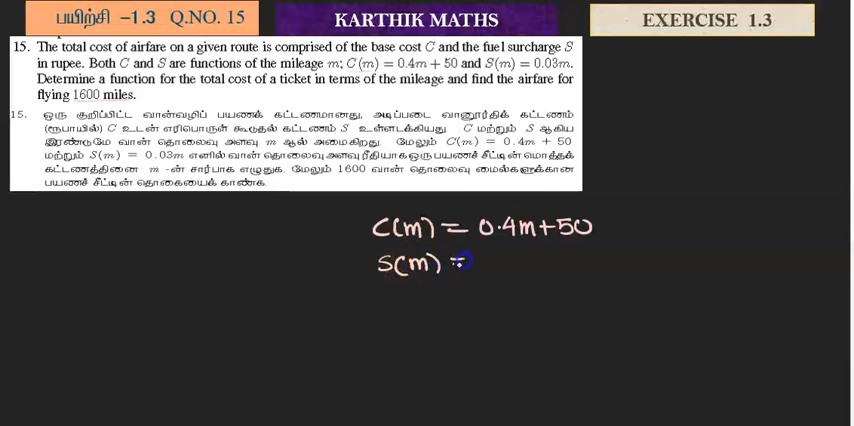 பயிற்சி –1.3 Q.NO. 15
KARTHIK MATHS
EXERCISE 1.3
15. The total cost of airfare on a given route is comprised of the base cost C and the fuel surcharge S
in rupee. Both C and S are functions of the mileage m; C(m) = 0.4m + 50 and S(m) = 0.03m.
Determine a function for the total cost of a ticket in terms of the mileage and find the airfare for
flying 1600 miles.
15. ஒரு குறிப்பிட்ட வான்வழிப் பயணக் கட்டணமானது, அடிப்படை வானூர்திக் கட்டணம்
(ரூபாயில்) C உடன் எரிபொருள் கூடுதல் கட்டணம் S உள்ளடக்கியது. C மற்றும் S ஆகிய
இரண்டுமே வான் தொலைவு அளவு m ஆல் அமைகிறது. மேலும் C(m) = 0.4m + 50
மற்றும் S(m) = 0.03m எனில் வான் தொலைவு அளவு ரீதியாக ஒரு பயணச் சீட்டின் மொத்தக்
கட்டணத்தினை m -ன் சார்பாக எழுதுக. மேலும் 1600 வான் தொலைவு மைல்களுக்கான
பயணச் சீட்டின் தொகையைக் காண்க.
C(m) = 0.4m+50
S(m) =